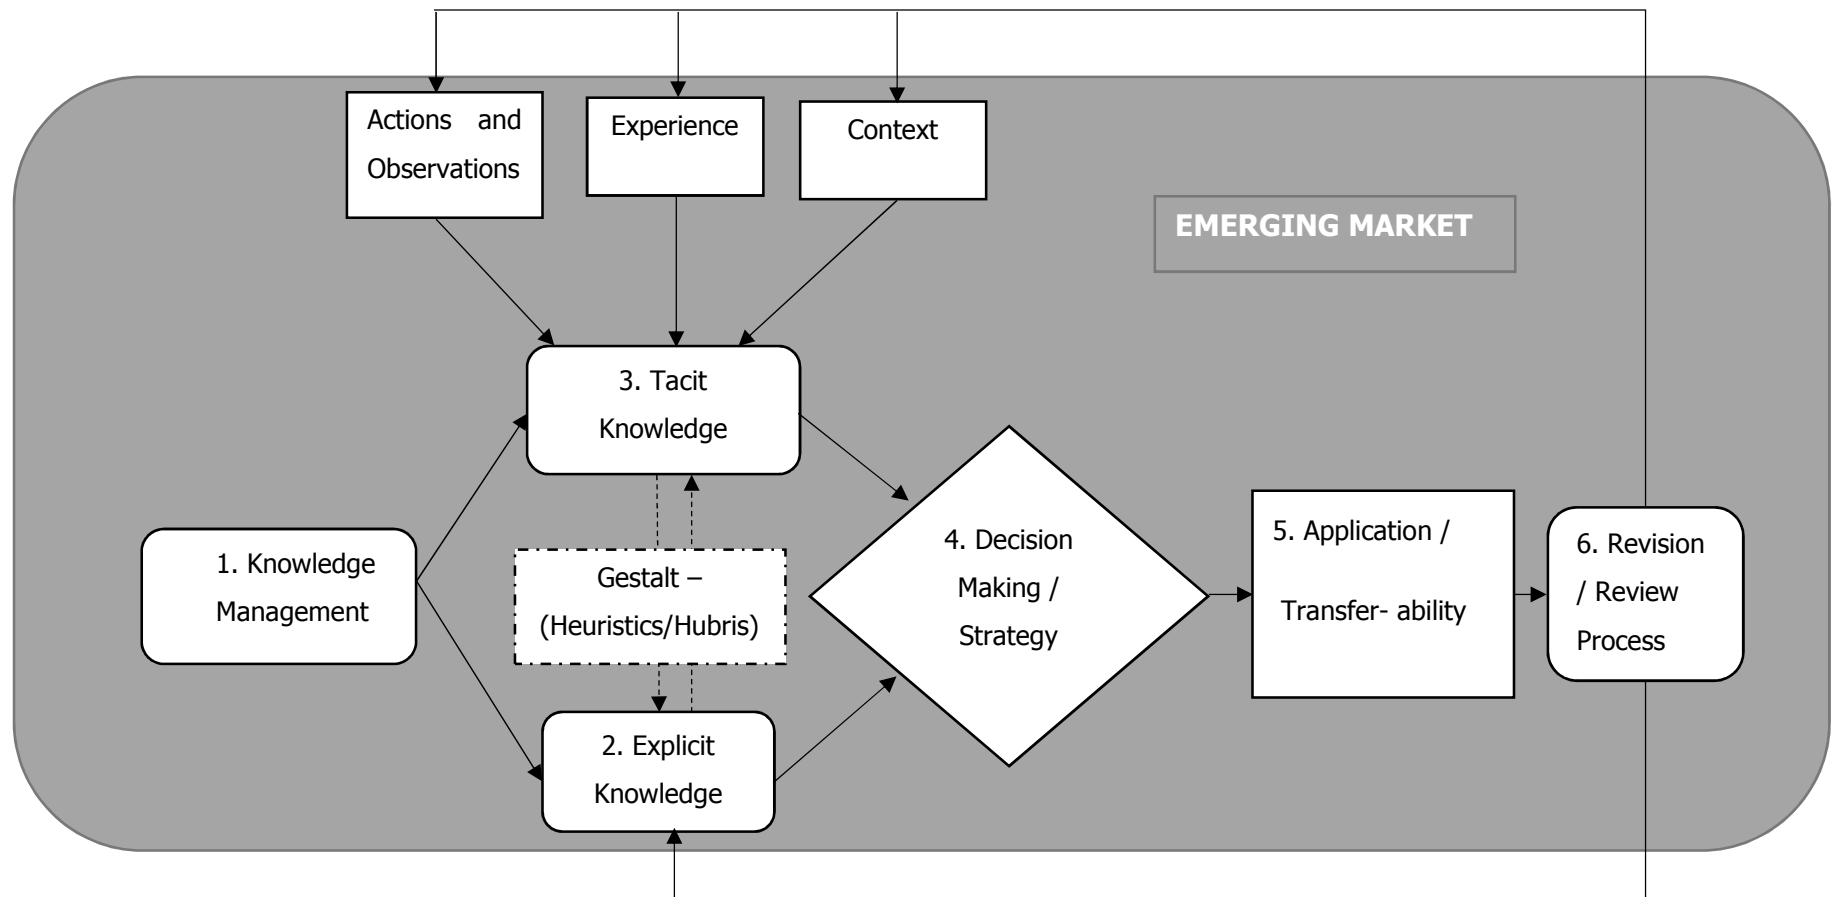 Actions and
Observations
Experience
Context
EMERGING MARKET
3. Tacit
Knowledge
1. Knowledge
Management
Gestalt –
(Heuristics/Hubris)
2. Explicit
Knowledge
4. Decision
Making /
Strategy
5. Application /
Transfer- ability
6. Revision
/ Review
Process